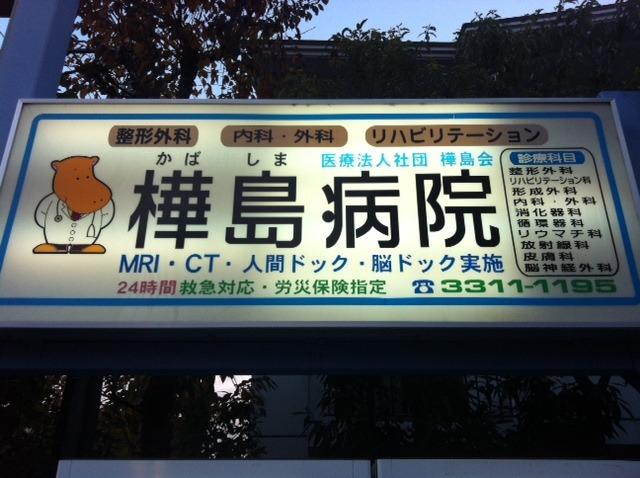 整形外科 内科・外科 リハビリテーション
かば しま 医療法人社団 樺島会
樺島病院
MRI・CT・人間ドック・脳ドック実施
24時間救急対応・労災保険指定 ☎3311-1195
診療科目
整形外科
リハビリテーション科
形成外科
内科・外科
消化器科
循環器科
リウマチ科
放射線科
皮膚科
脳神経外科